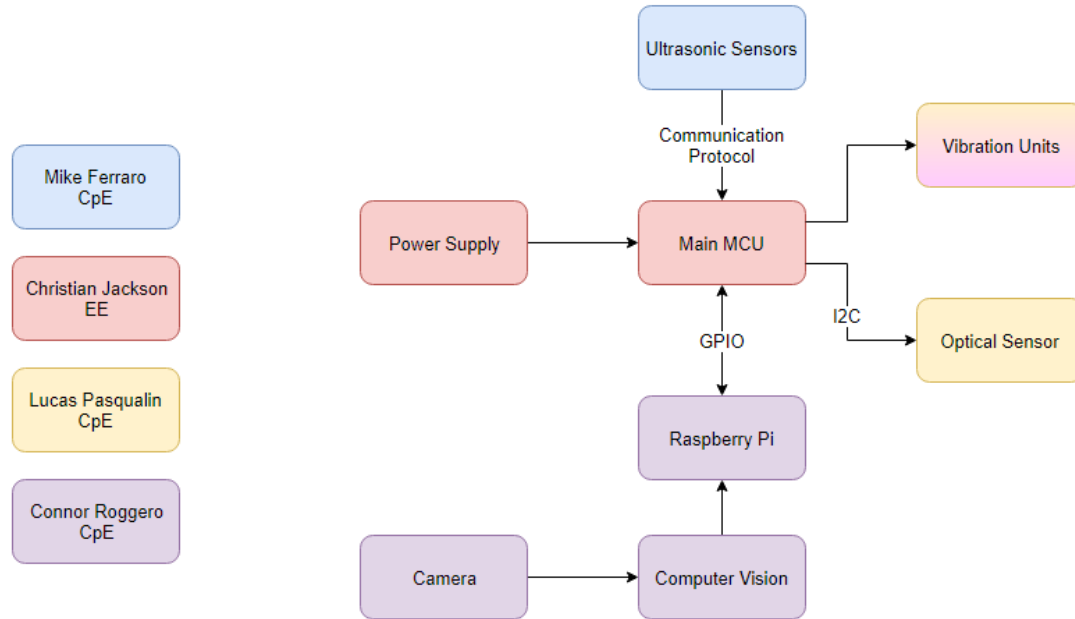 Ultrasonic Sensors
Communication
Protocol
Vibration Units
Mike Ferraro
CpE
Power Supply
Main MCU
Christian Jackson
EE
I2C
GPIO
Optical Sensor
Lucas Pasqualin
CpE
Raspberry Pi
Connor Roggero
CpE
Camera
Computer Vision